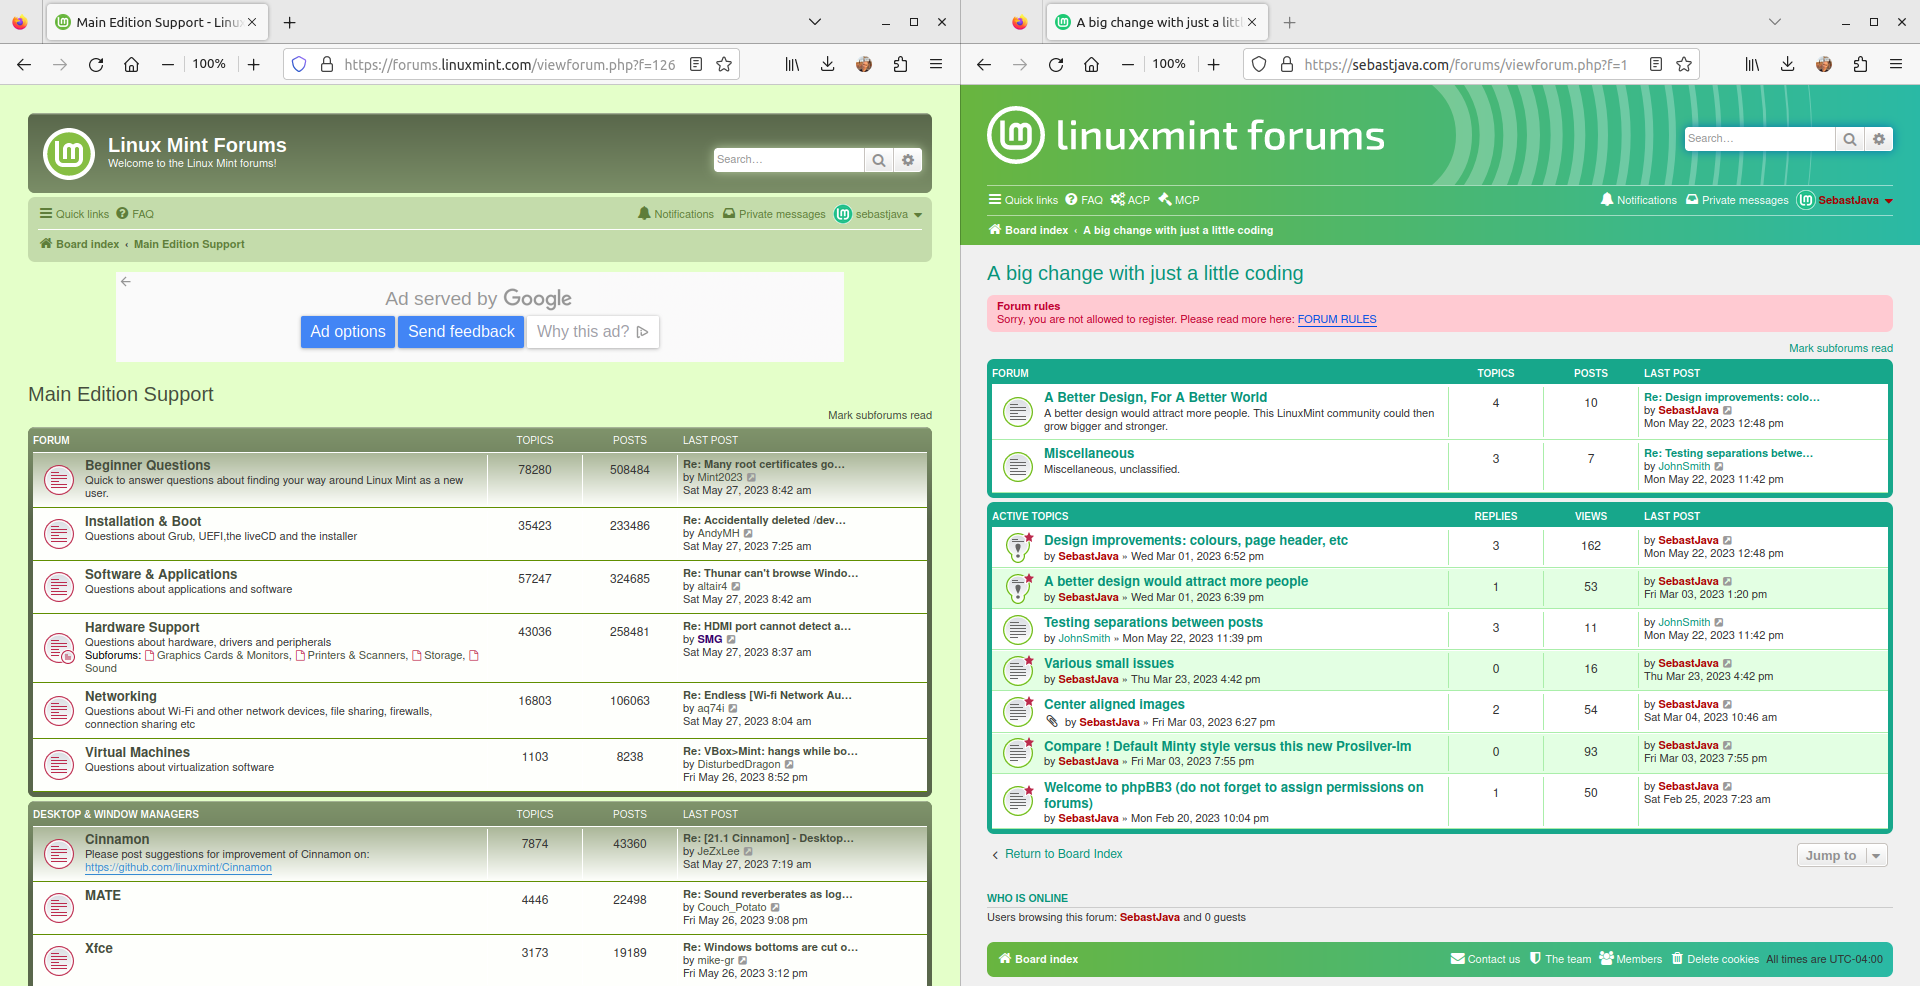 Main Edition Support - Linu
100%
https://forums.linuxmint.com/viewforum.php?f=126
Linux Mint Forums
Welcome to the Linux Mint forums!
Search…
Quick links FAQ
Notifications Private messages sebastjava
Board index ‹ Main Edition Support
Ad served by Google
Ad options Send feedback Why this ad?
Main Edition Support
Mark subforums read
FORUM TOPICS POSTS LAST POST
Beginner Questions
Quick to answer questions about finding your way around Linux Mint as a new
user.
78280 508484
Re: Many root certificates go…
by Mint2023
Sat May 27, 2023 8:42 am
Installation & Boot
Questions about Grub, UEFI,the liveCD and the installer
35423 233486
Re: Accidentally deleted /dev…
by AndyMH
Sat May 27, 2023 7:25 am
Software & Applications
Questions about applications and software
57247 324685
Re: Thunar can't browse Windo…
by altair4
Sat May 27, 2023 8:42 am
Hardware Support
Questions about hardware, drivers and peripherals
Subforums: Graphics Cards & Monitors, Printers & Scanners, Storage,
Sound
43036 258481
Re: HDMI port cannot detect a…
by SMG
Sat May 27, 2023 8:37 am
Networking
Questions about Wi-Fi and other network devices, file sharing, firewalls,
connection sharing etc
16803 106063
Re: Endless [Wi-fi Network Au…
by aq74i
Sat May 27, 2023 8:04 am
Virtual Machines
Questions about virtualization software
1103 8238
Re: VBox>Mint: hangs while bo…
by DisturbedDragon
Fri May 26, 2023 8:52 pm
DESKTOP & WINDOW MANAGERS TOPICS POSTS LAST POST
Cinnamon
Please post suggestions for improvement of Cinnamon on:
https://github.com/linuxmint/Cinnamon
7874 43360
Re: [21.1 Cinnamon] - Desktop…
by JeZxLee
Sat May 27, 2023 7:19 am
MATE
4446 22498
Re: Sound reverberates as log…
by Couch_Potato
Fri May 26, 2023 9:08 pm
Xfce
3173 19189
Re: Windows bottoms are cut o…
by mike-gr
Fri May 26, 2023 3:12 pm
A big change with just a litt
100%
https://sebastjava.com/forums/viewforum.php?f=1
linuxmint forums
Search…
Quick links FAQ ACP MCP
Notifications Private messages SebastJava
Board index ‹ A big change with just a little coding
A big change with just a little coding
Forum rules
Sorry, you are not allowed to register. Please read more here: FORUM RULES
Mark subforums read
FORUM TOPICS POSTS LAST POST
A Better Design, For A Better World
A better design would attract more people. This LinuxMint community could then
grow bigger and stronger.
4 10
Re: Design improvements: colo…
by SebastJava
Mon May 22, 2023 12:48 pm
Miscellaneous
Miscellaneous, unclassified.
3 7
Re: Testing separations betwe…
by JohnSmith
Mon May 22, 2023 11:42 pm
ACTIVE TOPICS REPLIES VIEWS LAST POST
Design improvements: colours, page header, etc
by SebastJava » Wed Mar 01, 2023 6:52 pm
3 162
by SebastJava
Mon May 22, 2023 12:48 pm
A better design would attract more people
by SebastJava » Wed Mar 01, 2023 6:39 pm
1 53
by SebastJava
Fri Mar 03, 2023 1:20 pm
Testing separations between posts
by JohnSmith » Mon May 22, 2023 11:39 pm
3 11
by JohnSmith
Mon May 22, 2023 11:42 pm
Various small issues
by SebastJava » Thu Mar 23, 2023 4:42 pm
0 16
by SebastJava
Thu Mar 23, 2023 4:42 pm
Center aligned images
by SebastJava » Fri Mar 03, 2023 6:27 pm
2 54
by SebastJava
Sat Mar 04, 2023 10:46 am
Compare ! Default Minty style versus this new Prosilver-lm
by SebastJava » Fri Mar 03, 2023 7:55 pm
0 93
by SebastJava
Fri Mar 03, 2023 7:55 pm
Welcome to phpBB3 (do not forget to assign permissions on
forums)
by SebastJava » Mon Feb 20, 2023 10:04 pm
1 50
by SebastJava
Sat Feb 25, 2023 7:23 am
Return to Board Index
Jump to
WHO IS ONLINE
Users browsing this forum: SebastJava and 0 guests
Board index Contact us The team Members Delete cookies All times are UTC-04:00